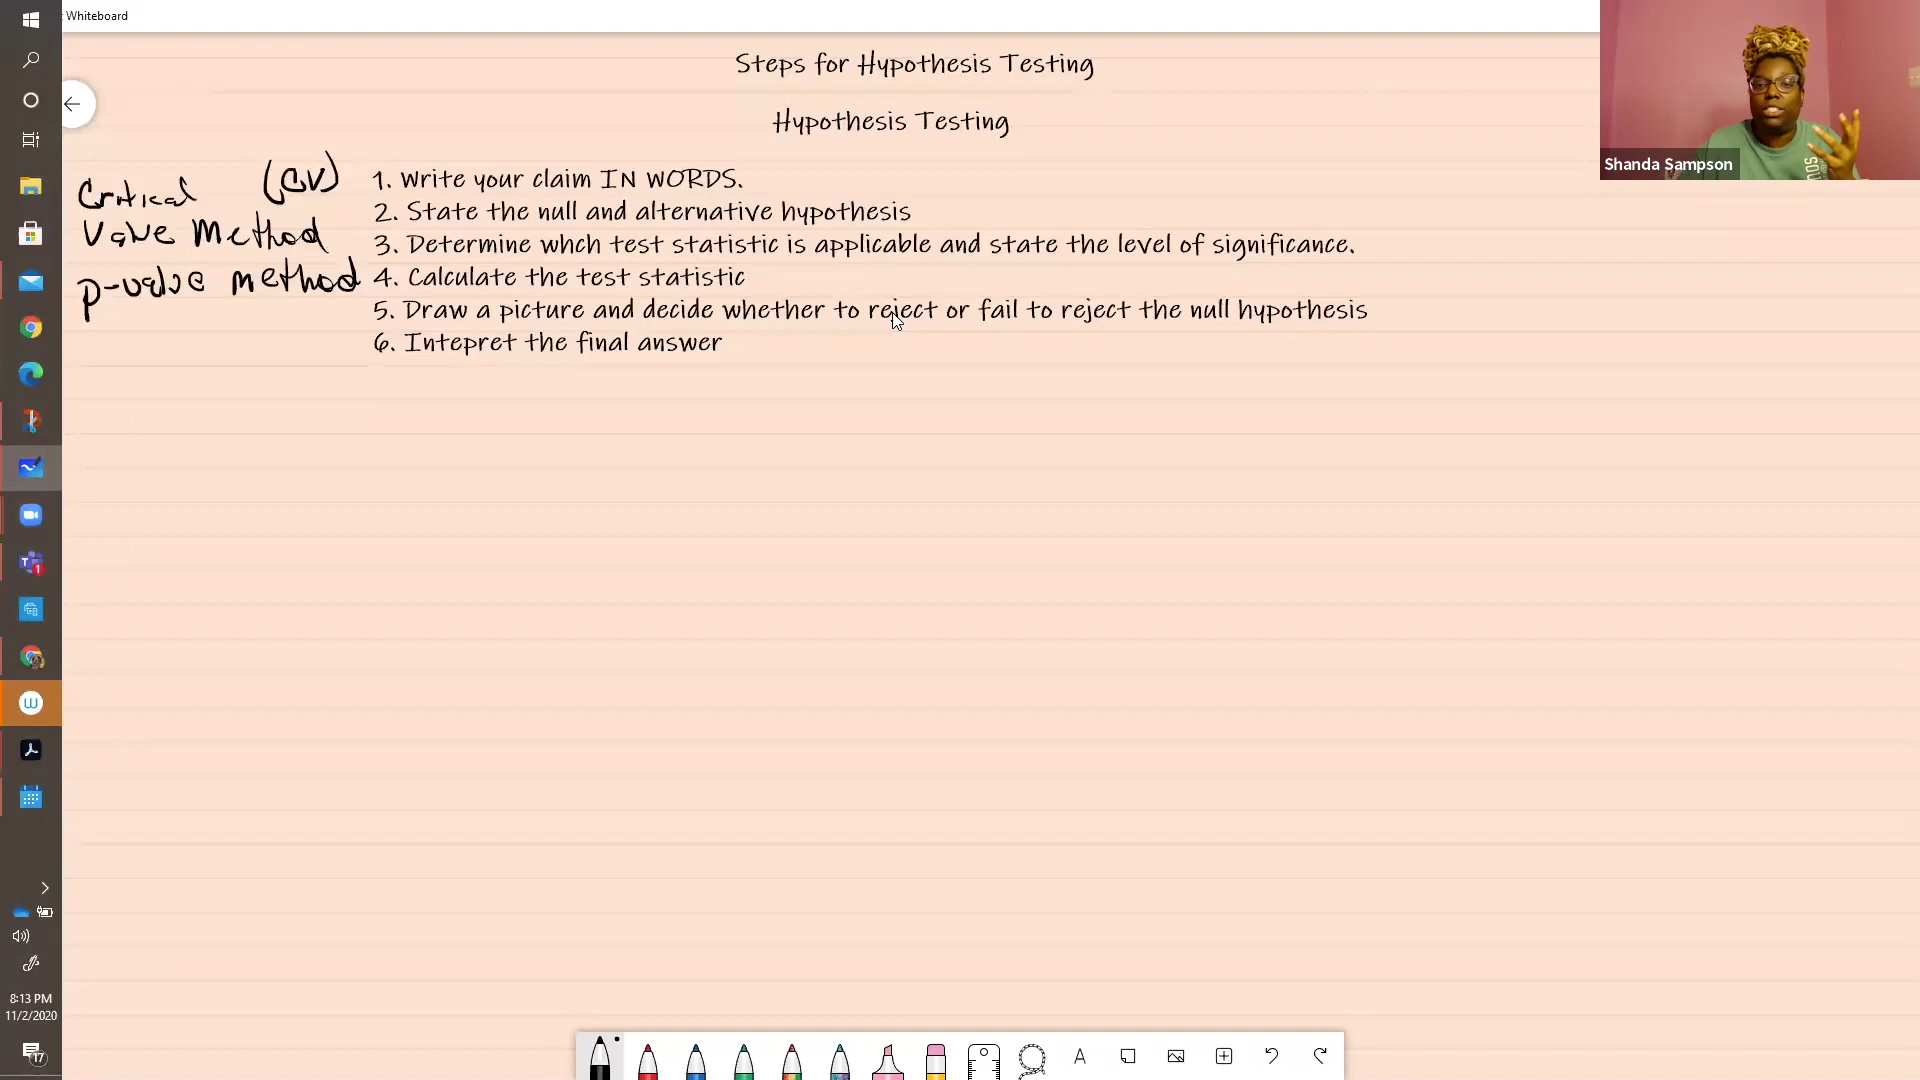 Whiteboard
Steps for Hypothesis Testing
Hypothesis Testing
Critical (CV)
Value Method
p-value method
1. Write your claim IN WORDS.
2. State the null and alternative hypothesis
3. Determine whch test statistic is applicable and state the level of significance.
4. Calculate the test statistic
5. Draw a picture and decide whether to reject or fail to reject the null hypothesis
6. Intepret the final answer
Shanda Sampson
8:13 PM
11/2/2020
17